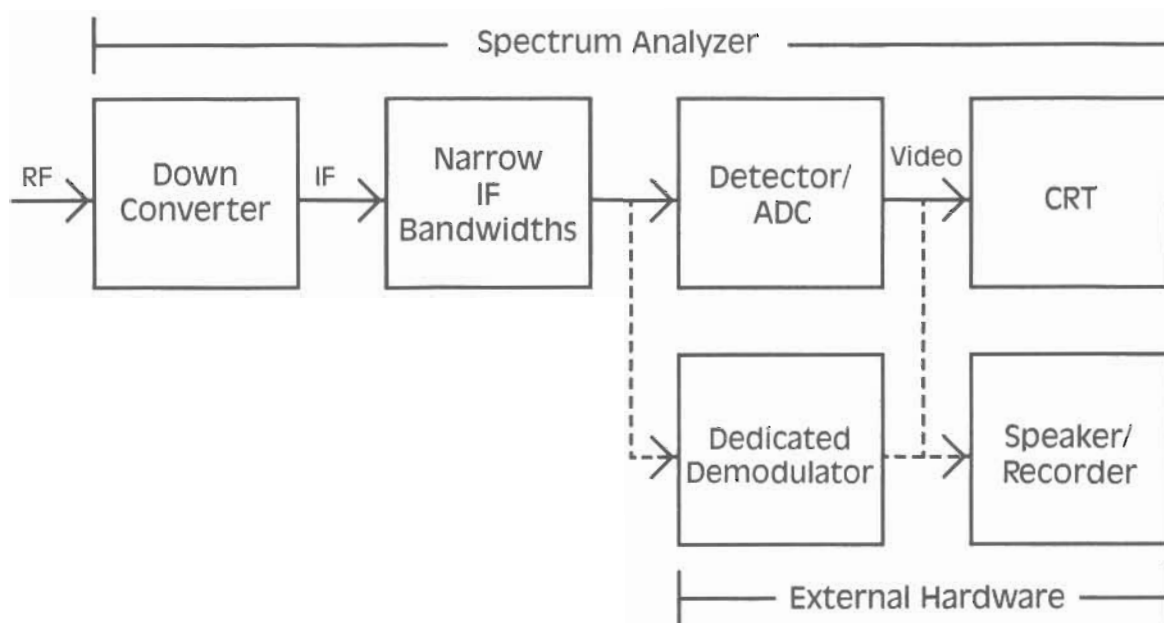 Spectrum Analyzer
RF
Down
Converter
IF
Narrow
IF
Bandwidths
Detector/
ADC
Video
CRT
Dedicated
Demodulator
Speaker/
Recorder
External Hardware